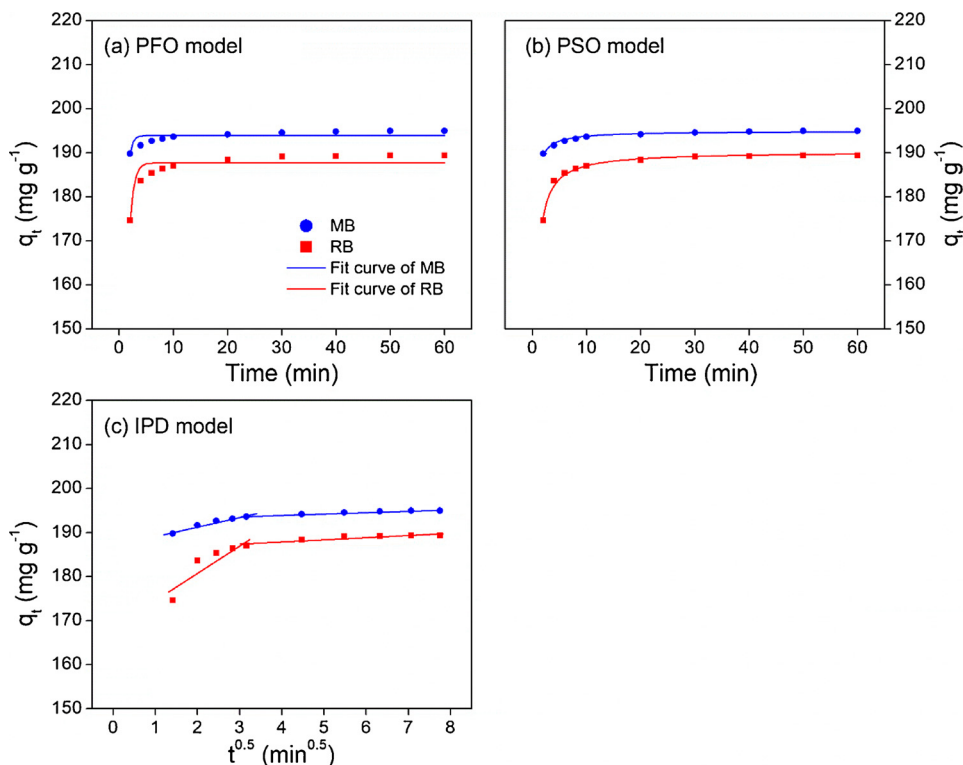 (a) PFO model
220
210
200
190
180
170
160
150
qt (mg g-1)
MB
RB
Fit curve of MB
Fit curve of RB
0 10 20 30 40 50 60
Time (min)
(b) PSO model
220
210
200
190
180
170
160
150
qt (mg g-1)
0 10 20 30 40 50 60
Time (min)
(c) IPD model
220
210
200
190
180
170
160
150
qt (mg g-1)
0 1 2 3 4 5 6 7 8
t0.5 (min0.5)